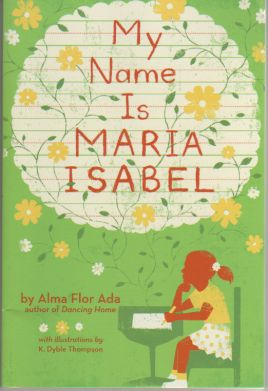 My
Name
Is
MARIA
ISABEL
by Alma Flor Ada
author of Dancing Home
with illustrations by
K. Dyble Thompson